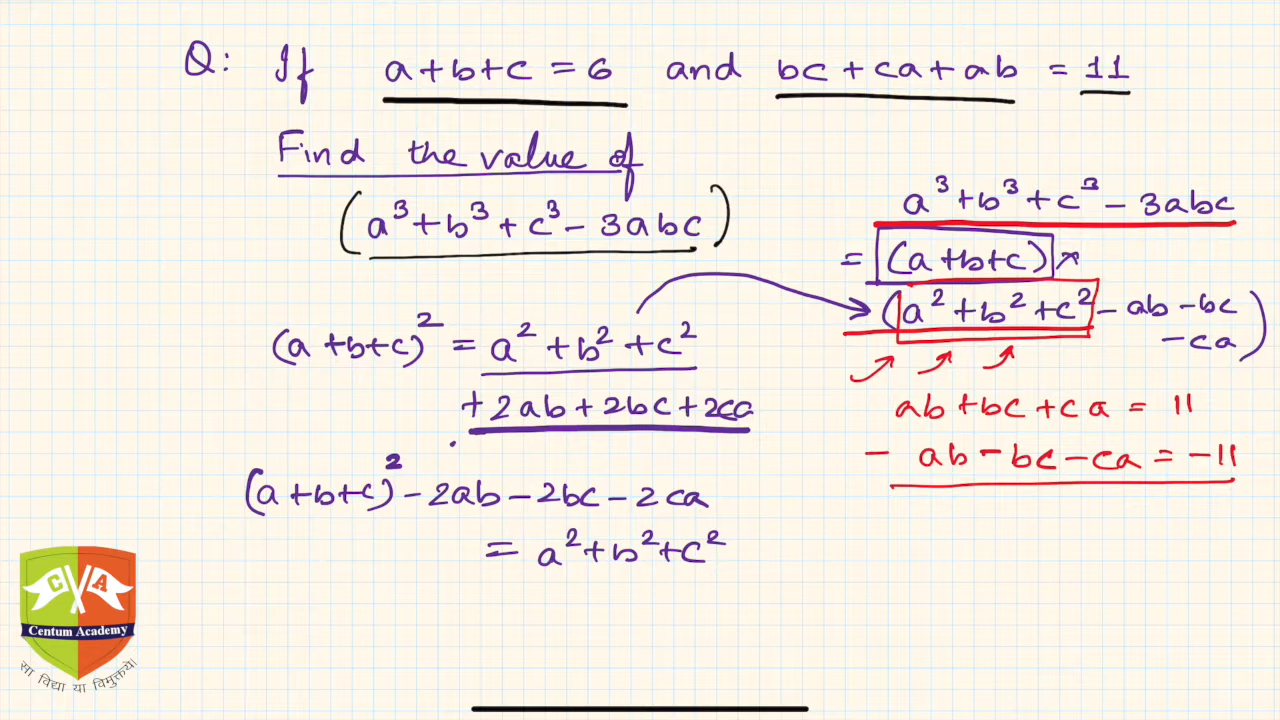 Q: If a+b+c = 6 and bc+ca+ab = 11
Find the value of
(a³+b³+c³-3abc)
a³+b³+c³-3abc
= (a+b+c) ×
(a²+b²+c² -ab -bc
-ca)
(a+b+c)² = a²+b²+c²
+2ab+2bc+2ca
ab+bc+ca = 11
- ab-bc-ca = -11
(a+b+c)² -2ab -2bc -2ca
= a²+b²+c²
CA
Centum Academy
सा विद्या या विमुक्तये।